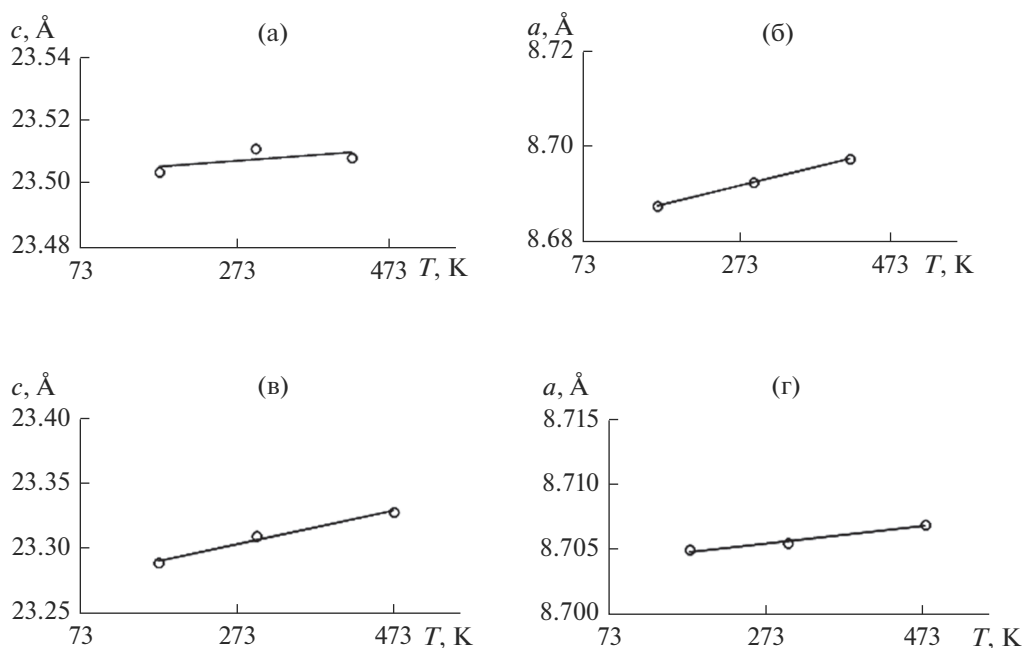 c, Å
(а)
23.54
23.52
23.50
23.48
73
273
473 T, K
a, Å
(б)
8.72
8.70
8.68
73
273
473
T, K
c, Å
(в)
23.40
23.35
23.30
23.25
73
273
473
T, K
a, Å
(г)
8.715
8.710
8.705
8.700
73
273
473
T, K